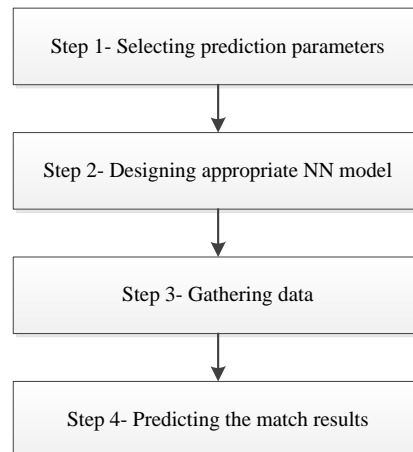 Step 1- Selecting prediction parameters
Step 2- Designing appropriate NN model
Step 3- Gathering data
Step 4- Predicting the match results